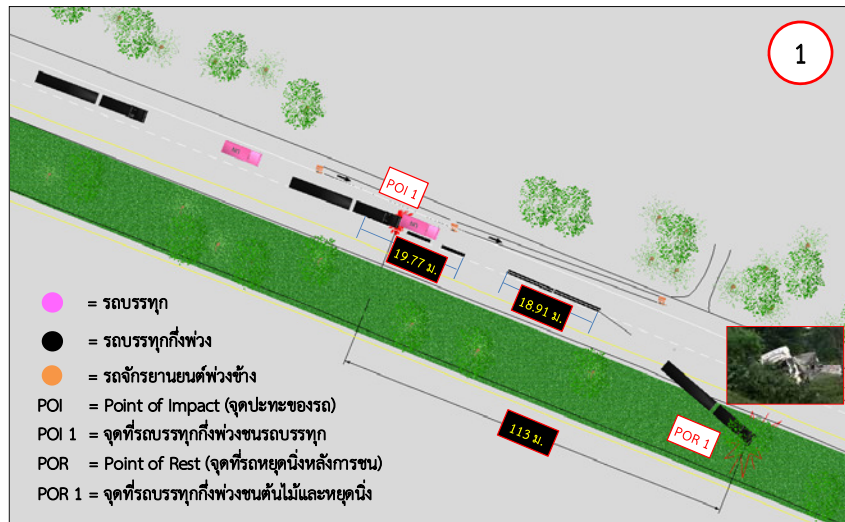 1
POI 1
19.77 ม.
18.91 ม.
113 ม.
POR 1
= รถบรรทุก
= รถบรรทุกกึ่งพ่วง
= รถจักรยานยนต์พ่วงข้าง
POI = Point of Impact (จุดปะทะของรถ)
POI 1 = จุดที่รถบรรทุกกึ่งพ่วงชนรถบรรทุก
POR = Point of Rest (จุดที่รถหยุดนิ่งหลังการชน)
POR 1 = จุดที่รถบรรทุกกึ่งพ่วงชนต้นไม้และหยุดนิ่ง